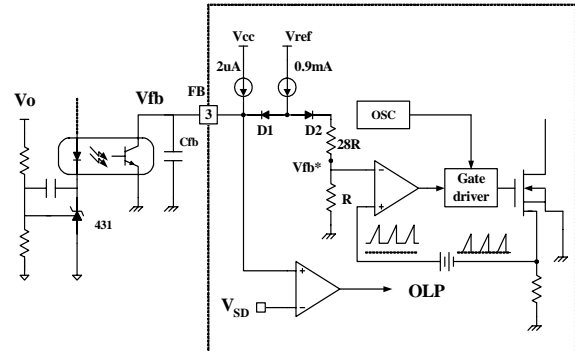 Vcc Vref
2uA 0.9mA
Vo Vfb FB
3
OSC
D1 D2
Cfb
28R
Vfb*
R
Gate
driver
431
VSD
OLP
+
−
+
−